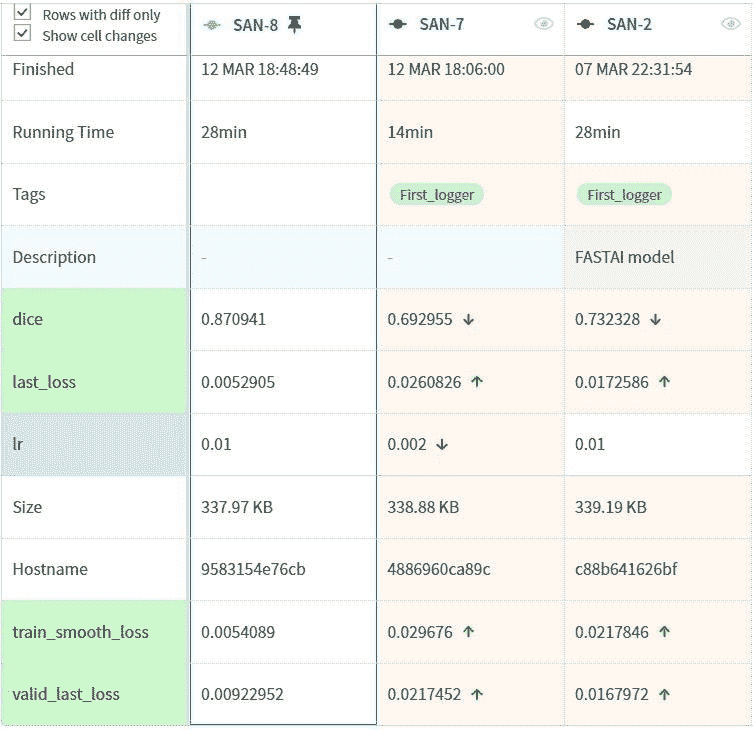 Rows with diff only
Show cell changes
SAN-8 SAN-7 SAN-2
Finished 12 MAR 18:48:49 12 MAR 18:06:00 07 MAR 22:31:54
Running Time 28min 14min 28min
Tags First_logger First_logger
Description - - FASTAI model
dice 0.870941 0.692955 ↓ 0.732328 ↓
last_loss 0.0052905 0.0260826 ↑ 0.0172586 ↑
lr 0.01 0.002 ↓ 0.01
Size 337.97 KB 338.88 KB 339.19 KB
Hostname 9583154e76cb 4886960ca89c c88b641626bf
train_smooth_loss 0.0054089 0.029676 ↑ 0.0217846 ↑
valid_last_loss 0.00922952 0.0217452 ↑ 0.0167972 ↑